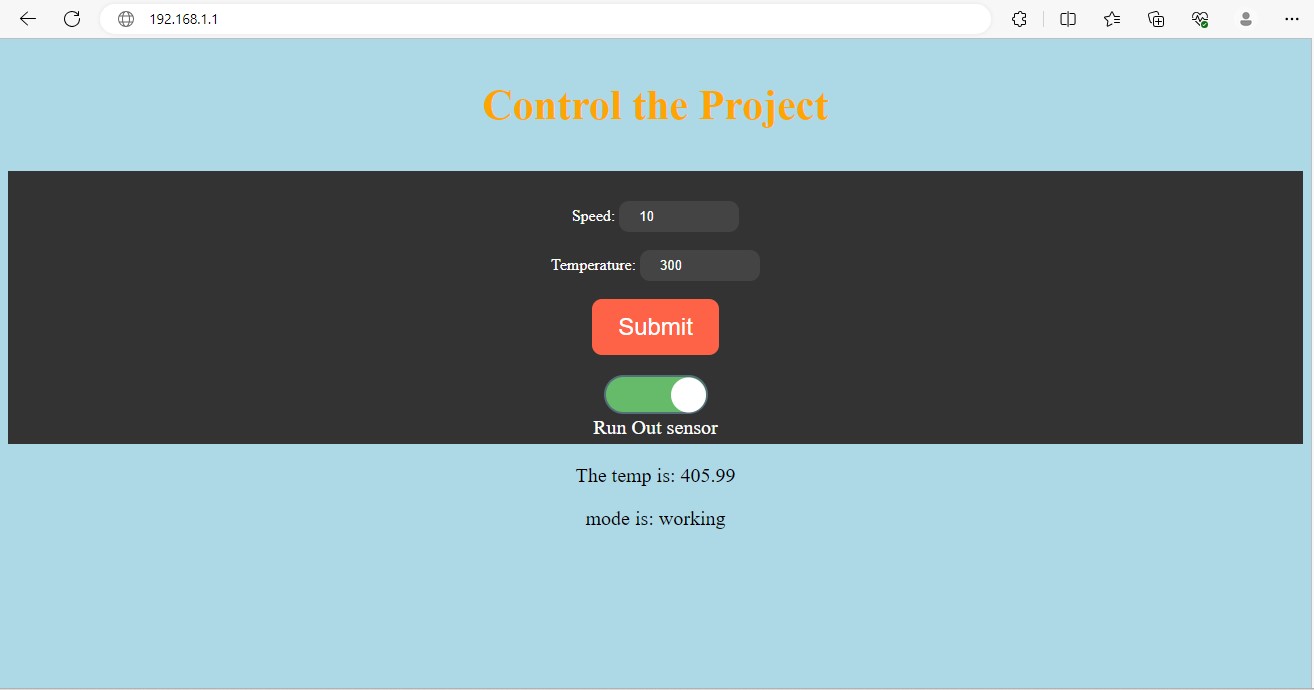 192.168.1.1
Control the Project
Speed: 10
Temperature: 300
Submit
Run Out sensor
The temp is: 405.99
mode is: working